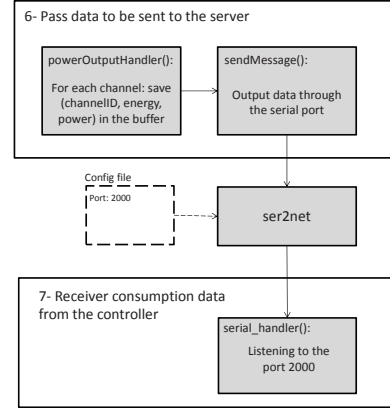 6- Pass data to be sent to the server
powerOutputHandler():
For each channel: save
(channelID, energy,
power) in the buffer
sendMessage():
Output data through
the serial port
Config file
Port: 2000
ser2net
7- Receiver consumption data
from the controller
serial_handler():
Listening to the
port 2000